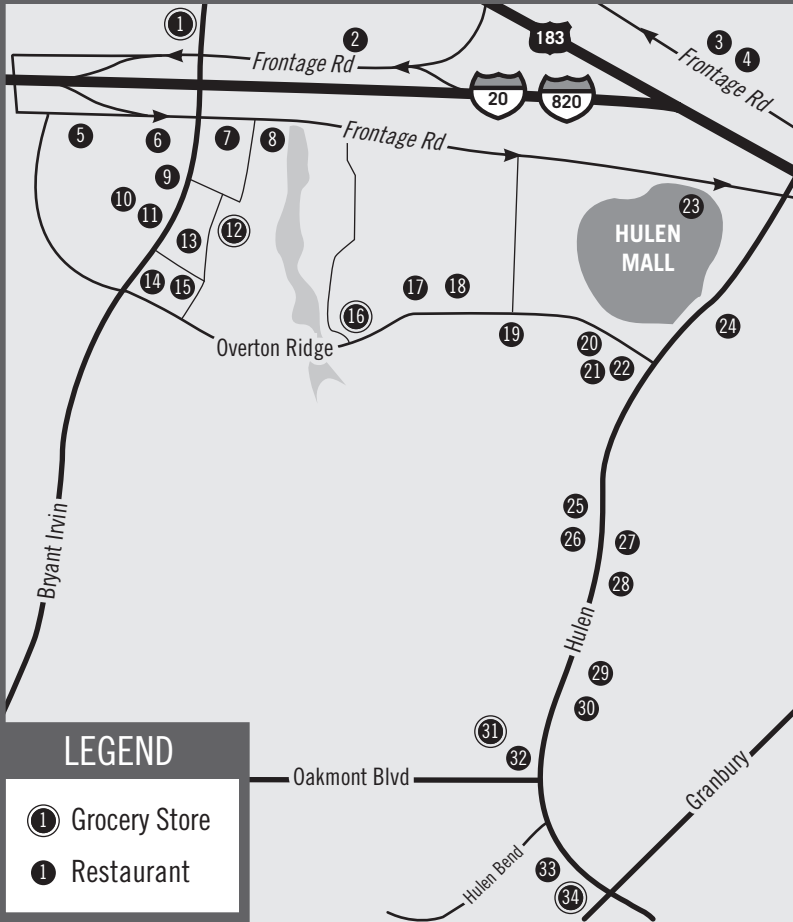 1
2
183
3
4
Frontage Rd
Frontage Rd
20
820
5
6
7
8
Frontage Rd
9
10
11
12
13
23
HULEN
MALL
14
15
16
17
18
19
20
21
22
24
Overton Ridge
25
26
27
28
Bryant Irvin
Hulen
29
30
31
32
Oakmont Blvd
Granbury
Hulen Bend
33
34
LEGEND
1 Grocery Store
1 Restaurant